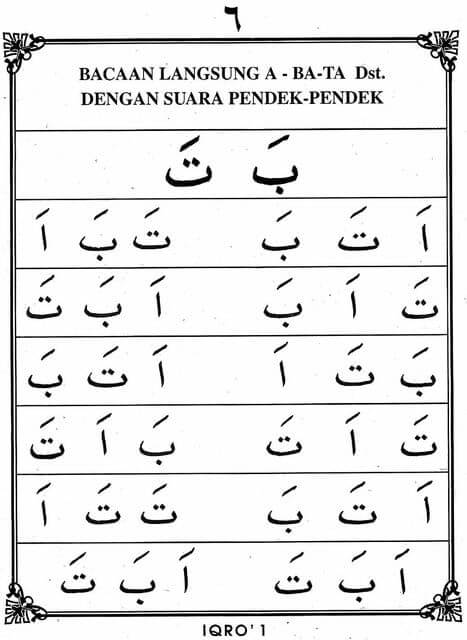 ٦
BACAAN LANGSUNG A - BA-TA Dst.
DENGAN SUARA PENDEK-PENDEK
بَ تَ
اَ تَ بَ تَ بَ اَ
تَ اَ بَ اَ بَ تَ
بَ تَ اَ اَ تَ بَ
تَ اَ تَ بَ اَ تَ
اَ تَ بَ تَ تَ اَ
اَ بَ تَ اَ بَ تَ
IQRO' 1